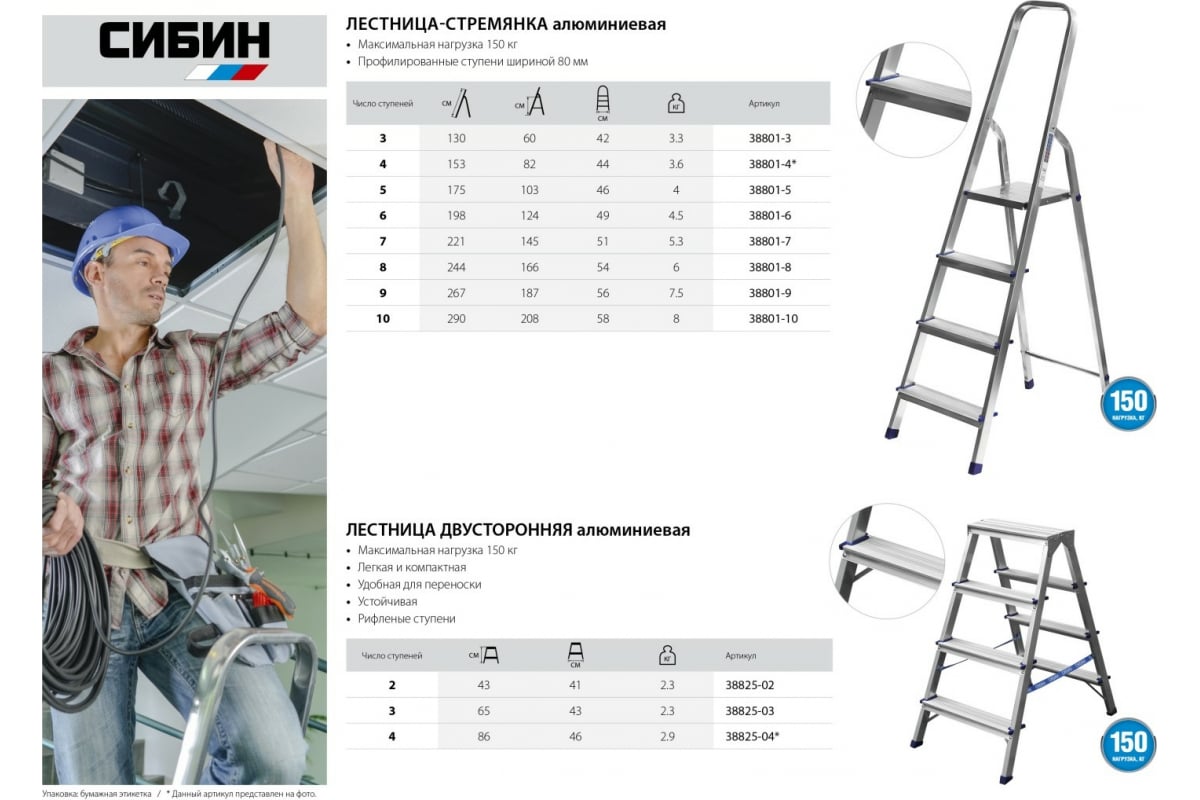 СИБИН
ЛЕСТНИЦА-СТРЕМЯНКА алюминиевая
• Максимальная нагрузка 150 кг
• Профилированные ступени шириной 80 мм
Число ступеней см см см кг Артикул
3 130 60 42 3.3 38801-3
4 153 82 44 3.6 38801-4*
5 175 103 46 4 38801-5
6 198 124 49 4.5 38801-6
7 221 145 51 5.3 38801-7
8 244 166 54 6 38801-8
9 267 187 56 7.5 38801-9
10 290 208 58 8 38801-10
150
НАГРУЗКА, КГ
ЛЕСТНИЦА ДВУСТОРОННЯЯ алюминиевая
• Максимальная нагрузка 150 кг
• Легкая и компактная
• Удобная для переноски
• Устойчивая
• Рифленые ступени
Число ступеней см см кг Артикул
2 43 41 2.3 38825-02
3 65 43 2.3 38825-03
4 86 46 2.9 38825-04*
150
НАГРУЗКА, КГ
Упаковка: бумажная этикетка / * Данный артикул представлен на фото.